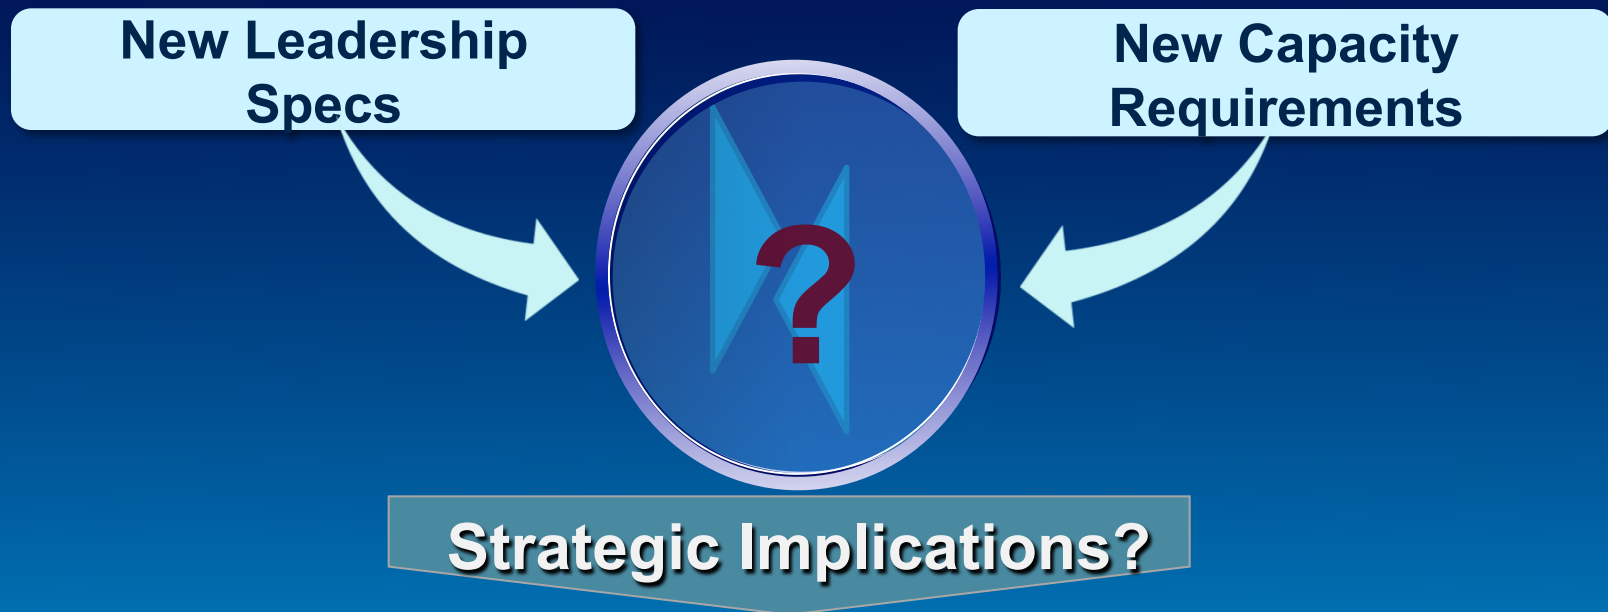 New Leadership
Specs
New Capacity
Requirements
?
Strategic Implications?